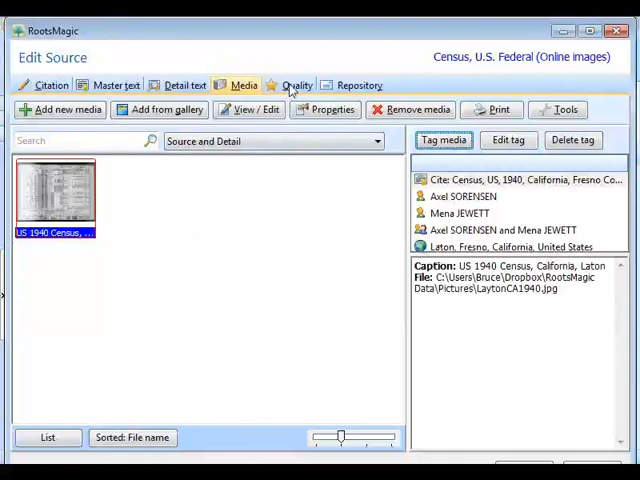 RootsMagic
Edit Source
Census, U.S. Federal (Online images)
Citation Master text Detail text Media Quality Repository
Add new media Add from gallery View / Edit Properties Remove media Print Tools
Search Source and Detail Tag media Edit tag Delete tag
Cite: Census, US, 1940, California, Fresno Co...
Axel SORENSEN
Mena JEWETT
US 1940 Census, ...
Axel SORENSEN and Mena JEWETT
Laton, Fresno, California, United States
Caption: US 1940 Census, California, Laton
File: C:\Users\Bruce\Dropbox\RootsMagic
Data\Pictures\LaytonCA1940.jpg
List Sorted: File name